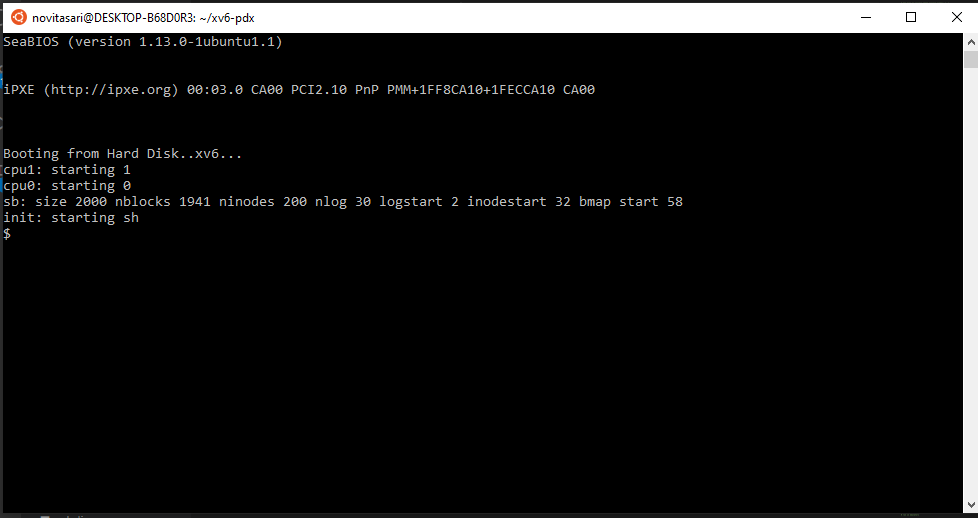 novitasari@DESKTOP-B68D0R3: ~/xv6-pdx
SeaBIOS (version 1.13.0-1ubuntu1.1)
iPXE (http://ipxe.org) 00:03.0 CA00 PCI2.10 PnP PMM+1FF8CA10+1FECCA10 CA00
Booting from Hard Disk..xv6...
cpu1: starting 1
cpu0: starting 0
sb: size 2000 nblocks 1941 ninodes 200 nlog 30 logstart 2 inodestart 32 bmap start 58
init: starting sh
$